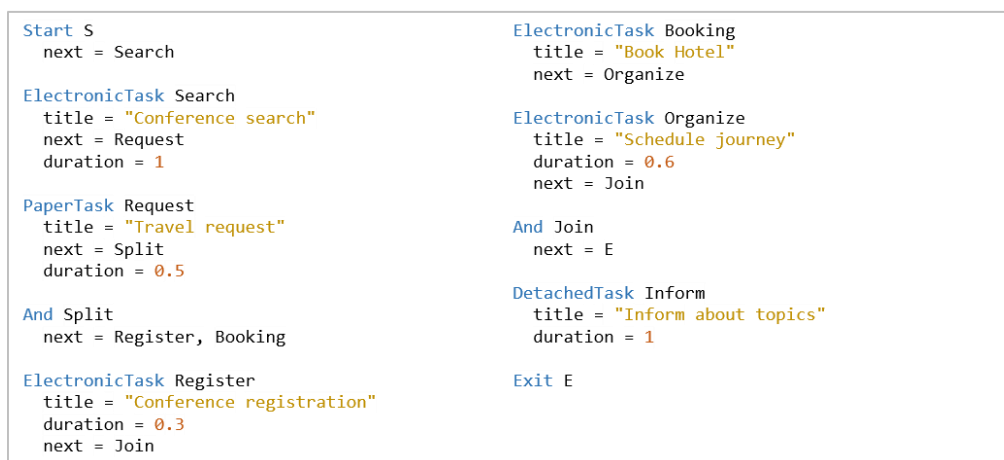 Start S
next = Search
ElectronicTask Search
title = "Conference search"
next = Request
duration = 1
PaperTask Request
title = "Travel request"
next = Split
duration = 0.5
And Split
next = Register, Booking
ElectronicTask Register
title = "Conference registration"
duration = 0.3
next = Join
ElectronicTask Booking
title = "Book Hotel"
next = Organize
ElectronicTask Organize
title = "Schedule journey"
duration = 0.6
next = Join
And Join
next = E
DetachedTask Inform
title = "Inform about topics"
duration = 1
Exit E